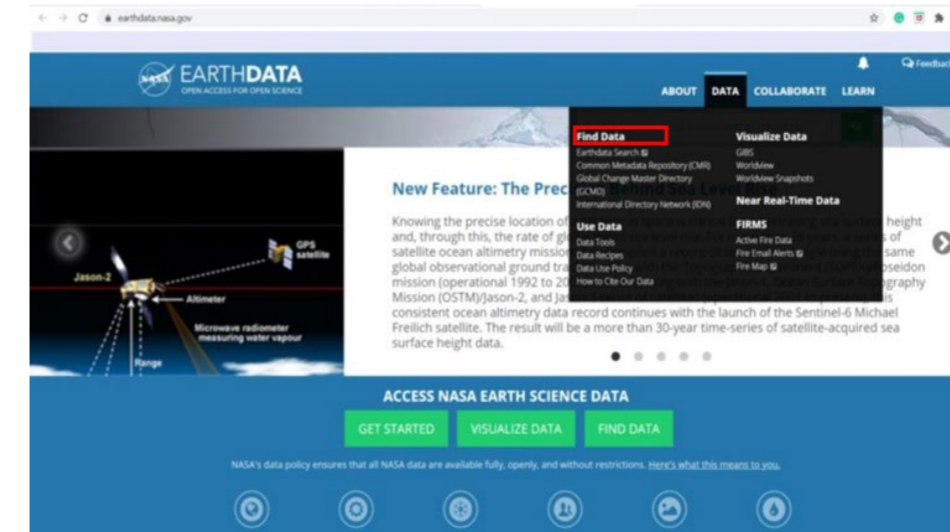 earthdata.nasa.gov
Feedback
NASA
EARTHDATA
OPEN ACCESS FOR OPEN SCIENCE
ABOUT DATA COLLABORATE LEARN
Find Data
Earthdata Search
Common Metadata Repository (CMR)
Global Change Master Directory
(GCMD)
International Directory Network (IDN)
Use Data
Data Tools
Data Recipes
Data Use Policy
How to Cite Our Data
Visualize Data
GIBS
Worldview
Worldview Snapshots
Near Real-Time Data
FIRMS
Active Fire Data
Fire Email Alerts
Fire Map
GPS
satellite
Jason-2
Altimeter
Microwave radiometer
measuring water vapour
Range
New Feature: The Prec Behind Sea Level Rise
Knowing the precise location of height
and, through this, the rate of of
satellite ocean altimetry mission same
global observational ground
mission (operational 1992 to 20
Mission (OSTM)/Jason-2, and
consistent ocean altimetry data record continues with the launch of the Sentinel-6 Michael
Freilich satellite. The result will be a more than 30-year time-series of satellite-acquired sea
surface height data.
ACCESS NASA EARTH SCIENCE DATA
GET STARTED VISUALIZE DATA FIND DATA
NASA's data policy ensures that all NASA data are available fully, openly, and without restrictions. Here's what this means to you.